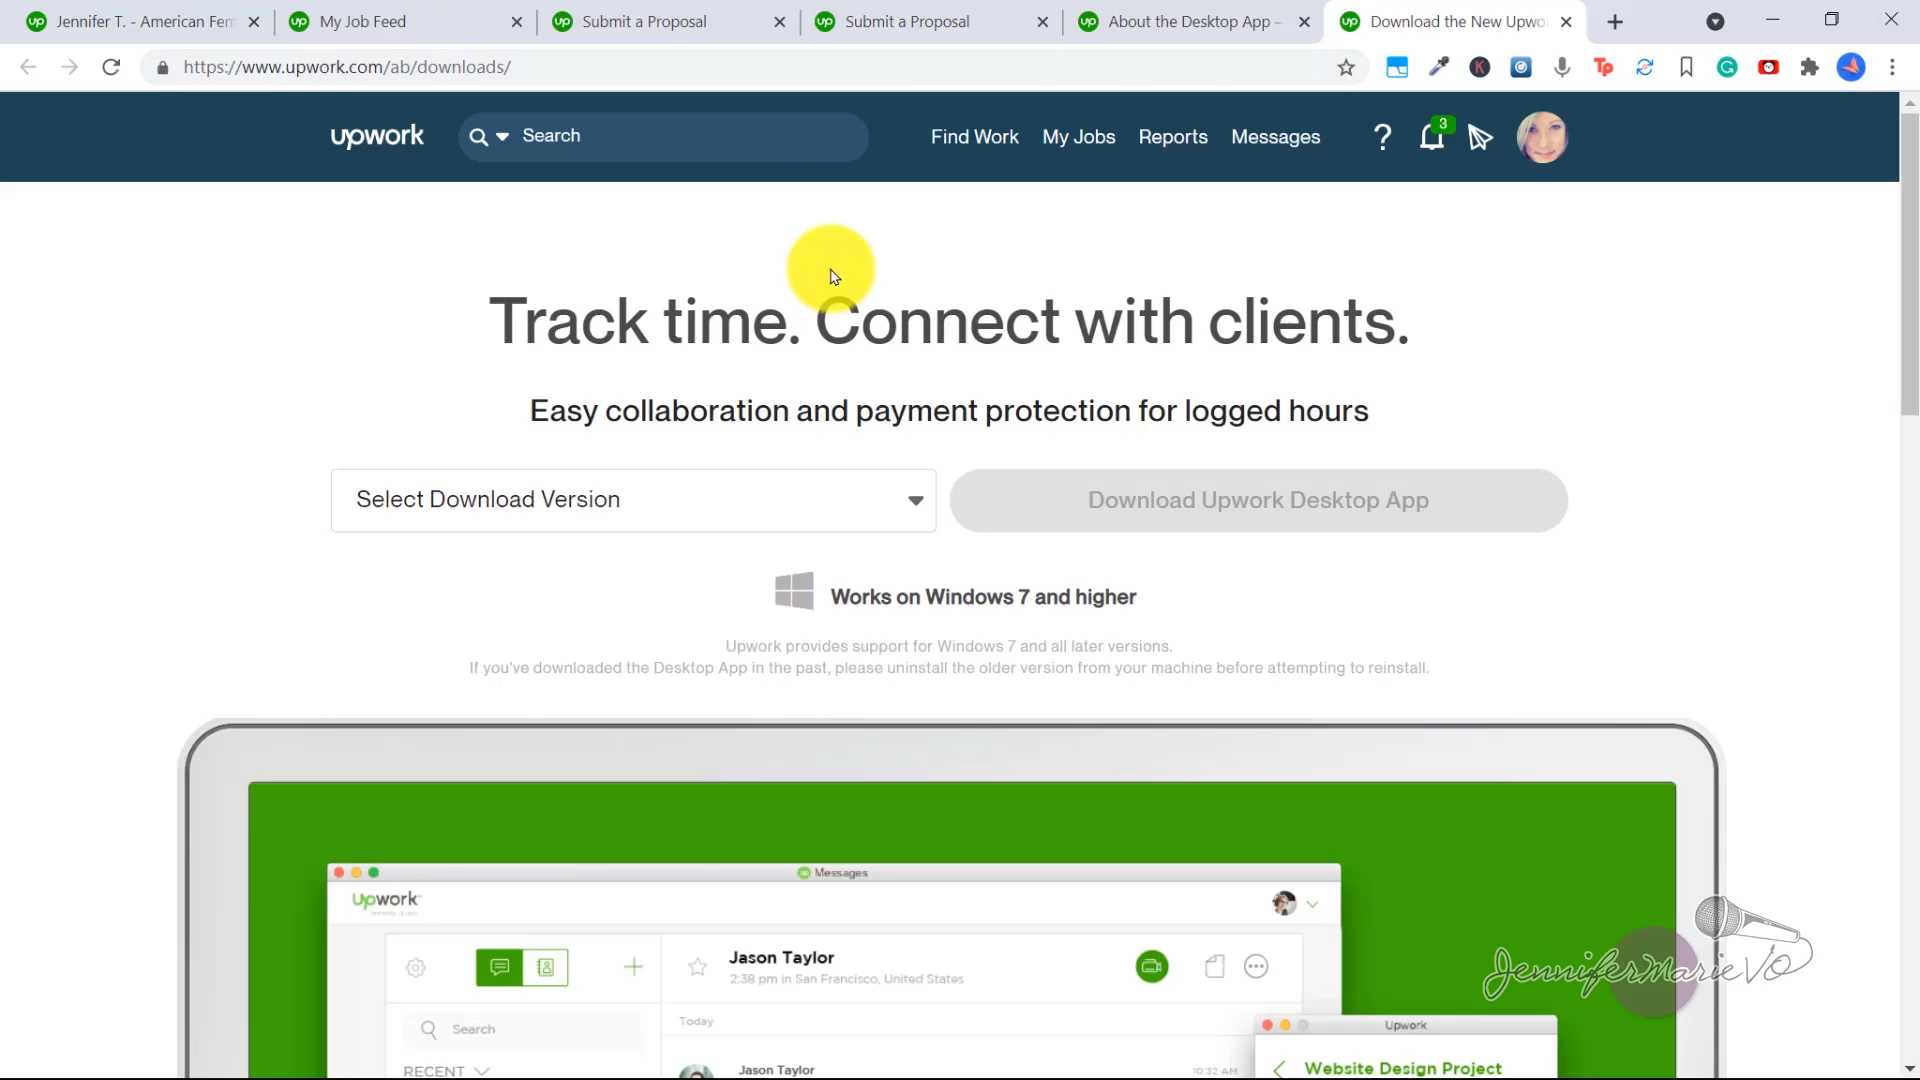 Jennifer T. - American Fem
My Job Feed
Submit a Proposal
Submit a Proposal
About the Desktop App –
Download the New Upwo
https://www.upwork.com/ab/downloads/
upwork
Search
Find Work
My Jobs
Reports
Messages
?
3
Track time. Connect with clients.
Easy collaboration and payment protection for logged hours
Select Download Version
Download Upwork Desktop App
Works on Windows 7 and higher
Upwork provides support for Windows 7 and all later versions.
If you've downloaded the Desktop App in the past, please uninstall the older version from your machine before attempting to reinstall.
Messages
Upwork
Jason Taylor
2:38 pm in San Francisco, United States
Today
Search
RECENT
Jason Taylor
10:32 AM
Upwork
Website Design Project
JenniferMarieVO